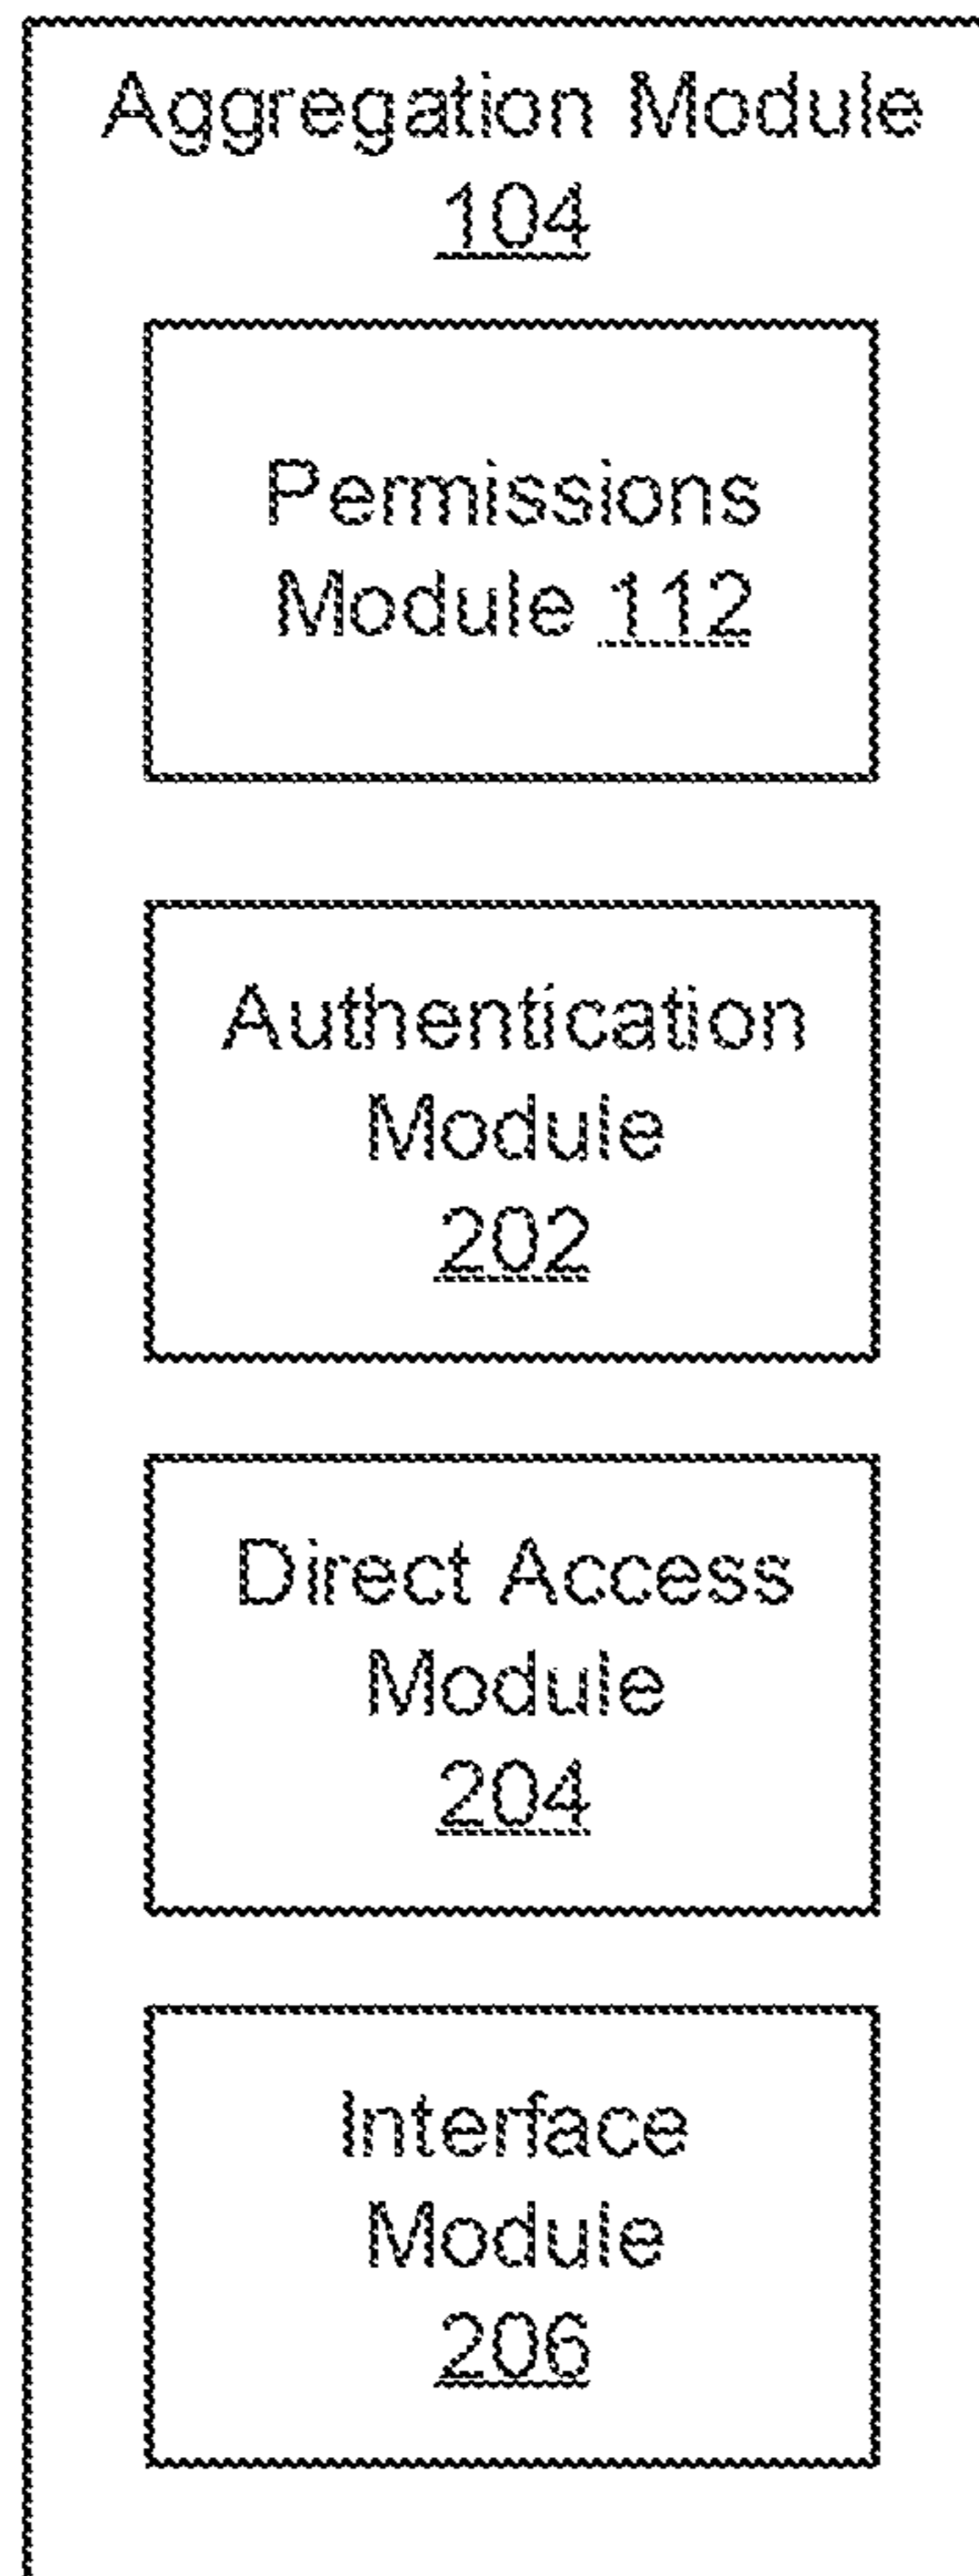 Aggregation Module
104
Permissions
Module 112
Authentication
Module
202
Direct Access
Module
204
Interface
Module
206